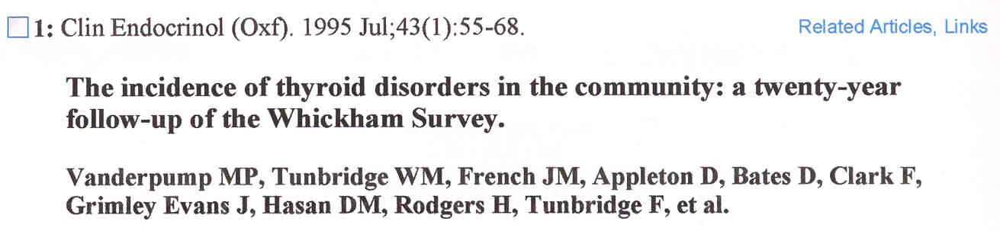 1: Clin Endocrinol (Oxf). 1995 Jul;43(1):55-68. Related Articles, Links
The incidence of thyroid disorders in the community: a twenty-year
follow-up of the Whickham Survey.
Vanderpump MP, Tunbridge WM, French JM, Appleton D, Bates D, Clark F,
Grimley Evans J, Hasan DM, Rodgers H, Tunbridge F, et al.